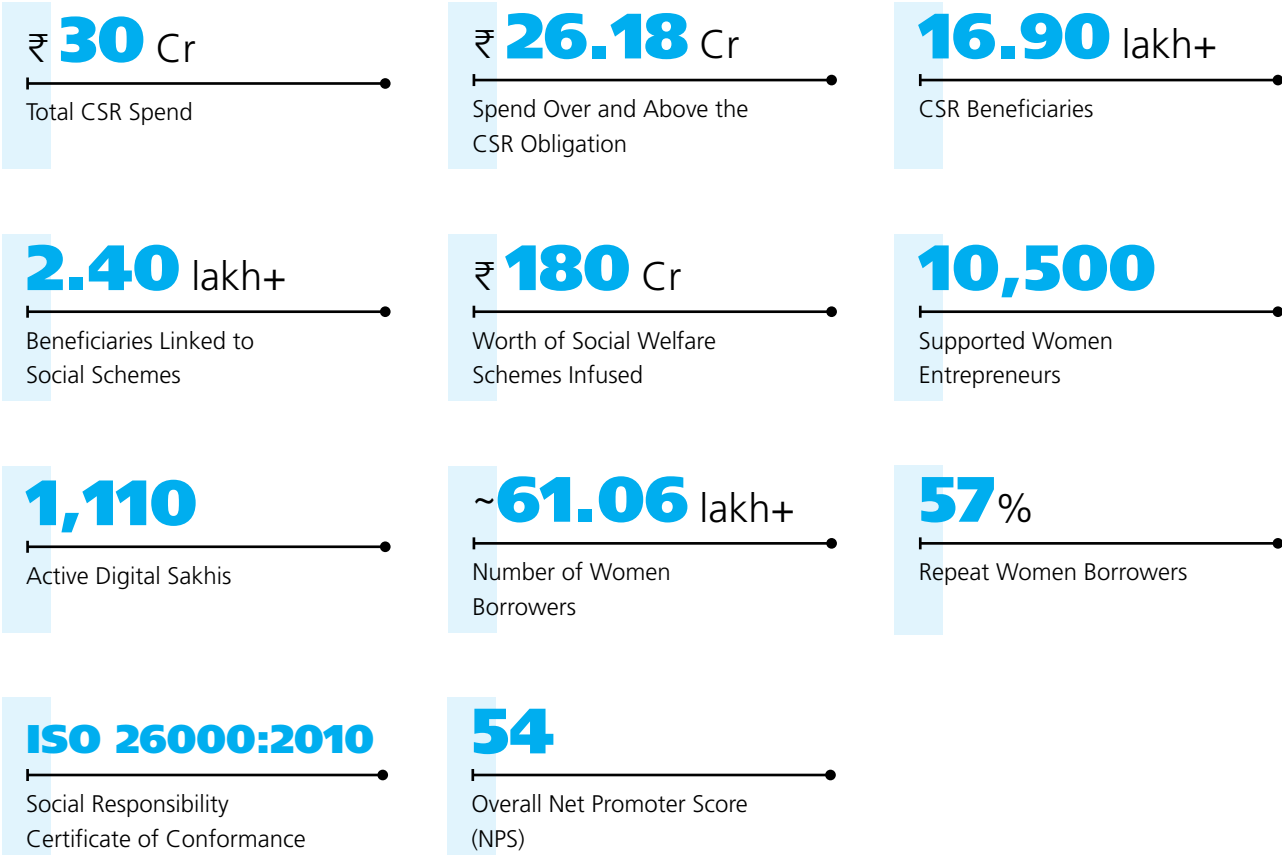 ₹ 30 Cr
Total CSR Spend
₹ 26.18 Cr
Spend Over and Above the
CSR Obligation
16.90 lakh+
CSR Beneficiaries
2.40 lakh+
Beneficiaries Linked to
Social Schemes
₹ 180 Cr
Worth of Social Welfare
Schemes Infused
10,500
Supported Women
Entrepreneurs
1,110
Active Digital Sakhis
~61.06 lakh+
Number of Women
Borrowers
57%
Repeat Women Borrowers
ISO 26000:2010
Social Responsibility
Certificate of Conformance
54
Overall Net Promoter Score
(NPS)